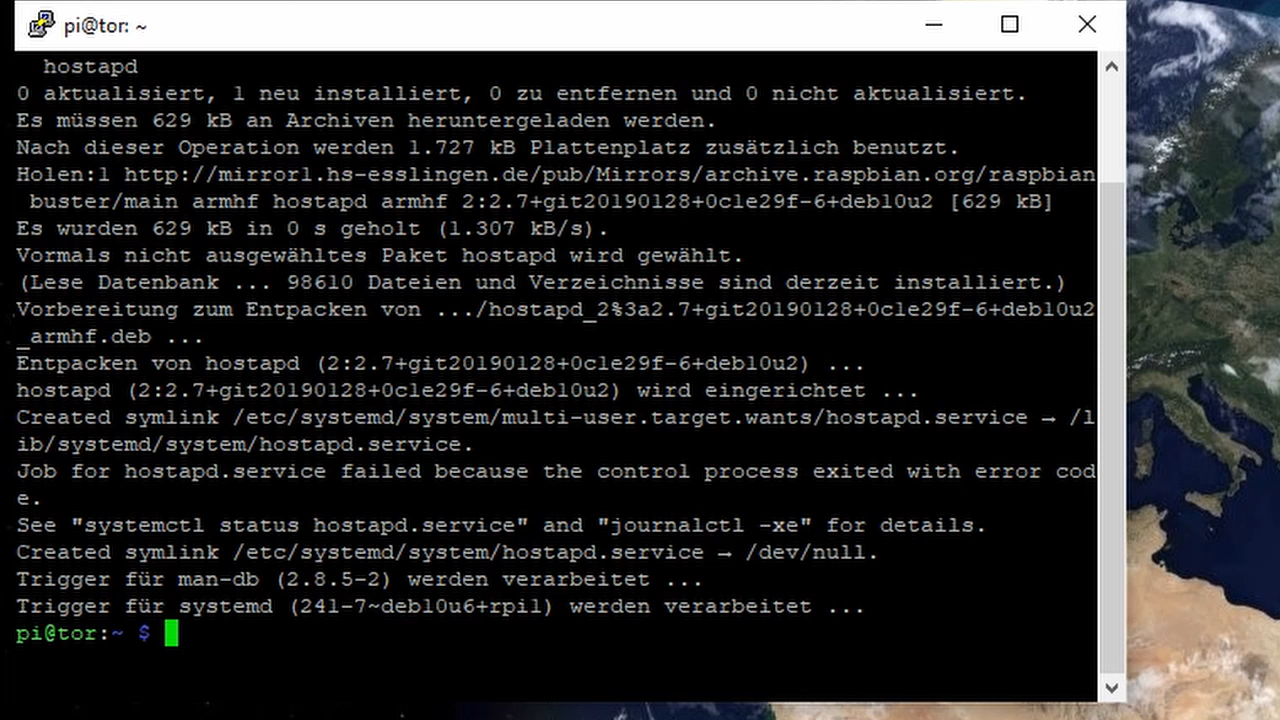 pi@tor: ~
hostapd
0 aktualisiert, 1 neu installiert, 0 zu entfernen und 0 nicht aktualisiert.
Es müssen 629 kB an Archiven heruntergeladen werden.
Nach dieser Operation werden 1.727 kB Plattenplatz zusätzlich benutzt.
Holen:1 http://mirror1.hs-esslingen.de/pub/Mirrors/archive.raspbian.org/raspbian
buster/main armhf hostapd armhf 2:2.7+git20190128+0c1e29f-6+deb10u2 [629 kB]
Es wurden 629 kB in 0 s geholt (1.307 kB/s).
Vormals nicht ausgewähltes Paket hostapd wird gewählt.
(Lese Datenbank ... 98610 Dateien und Verzeichnisse sind derzeit installiert.)
Vorbereitung zum Entpacken von .../hostapd_2%3a2.7+git20190128+0c1e29f-6+deb10u2
_armhf.deb ...
Entpacken von hostapd (2:2.7+git20190128+0c1e29f-6+deb10u2) ...
hostapd (2:2.7+git20190128+0c1e29f-6+deb10u2) wird eingerichtet ...
Created symlink /etc/systemd/system/multi-user.target.wants/hostapd.service → /l
ib/systemd/system/hostapd.service.
Job for hostapd.service failed because the control process exited with error cod
e.
See "systemctl status hostapd.service" and "journalctl -xe" for details.
Created symlink /etc/systemd/system/hostapd.service → /dev/null.
Trigger für man-db (2.8.5-2) werden verarbeitet ...
Trigger für systemd (241-7~deb10u6+rpi1) werden verarbeitet ...
pi@tor:~ $